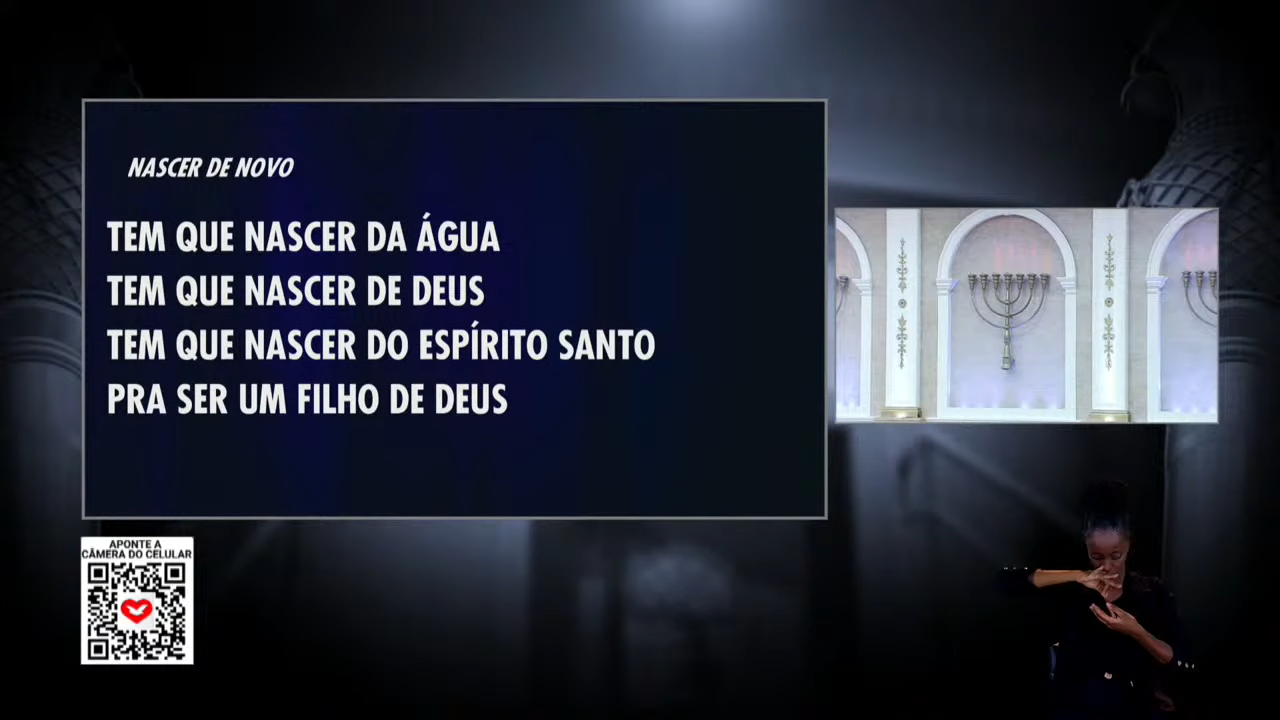 NASCER DE NOVO
TEM QUE NASCER DA ÁGUA
TEM QUE NASCER DE DEUS
TEM QUE NASCER DO ESPÍRITO SANTO
PRA SER UM FILHO DE DEUS
APONTE A
CÂMERA DO CELULAR